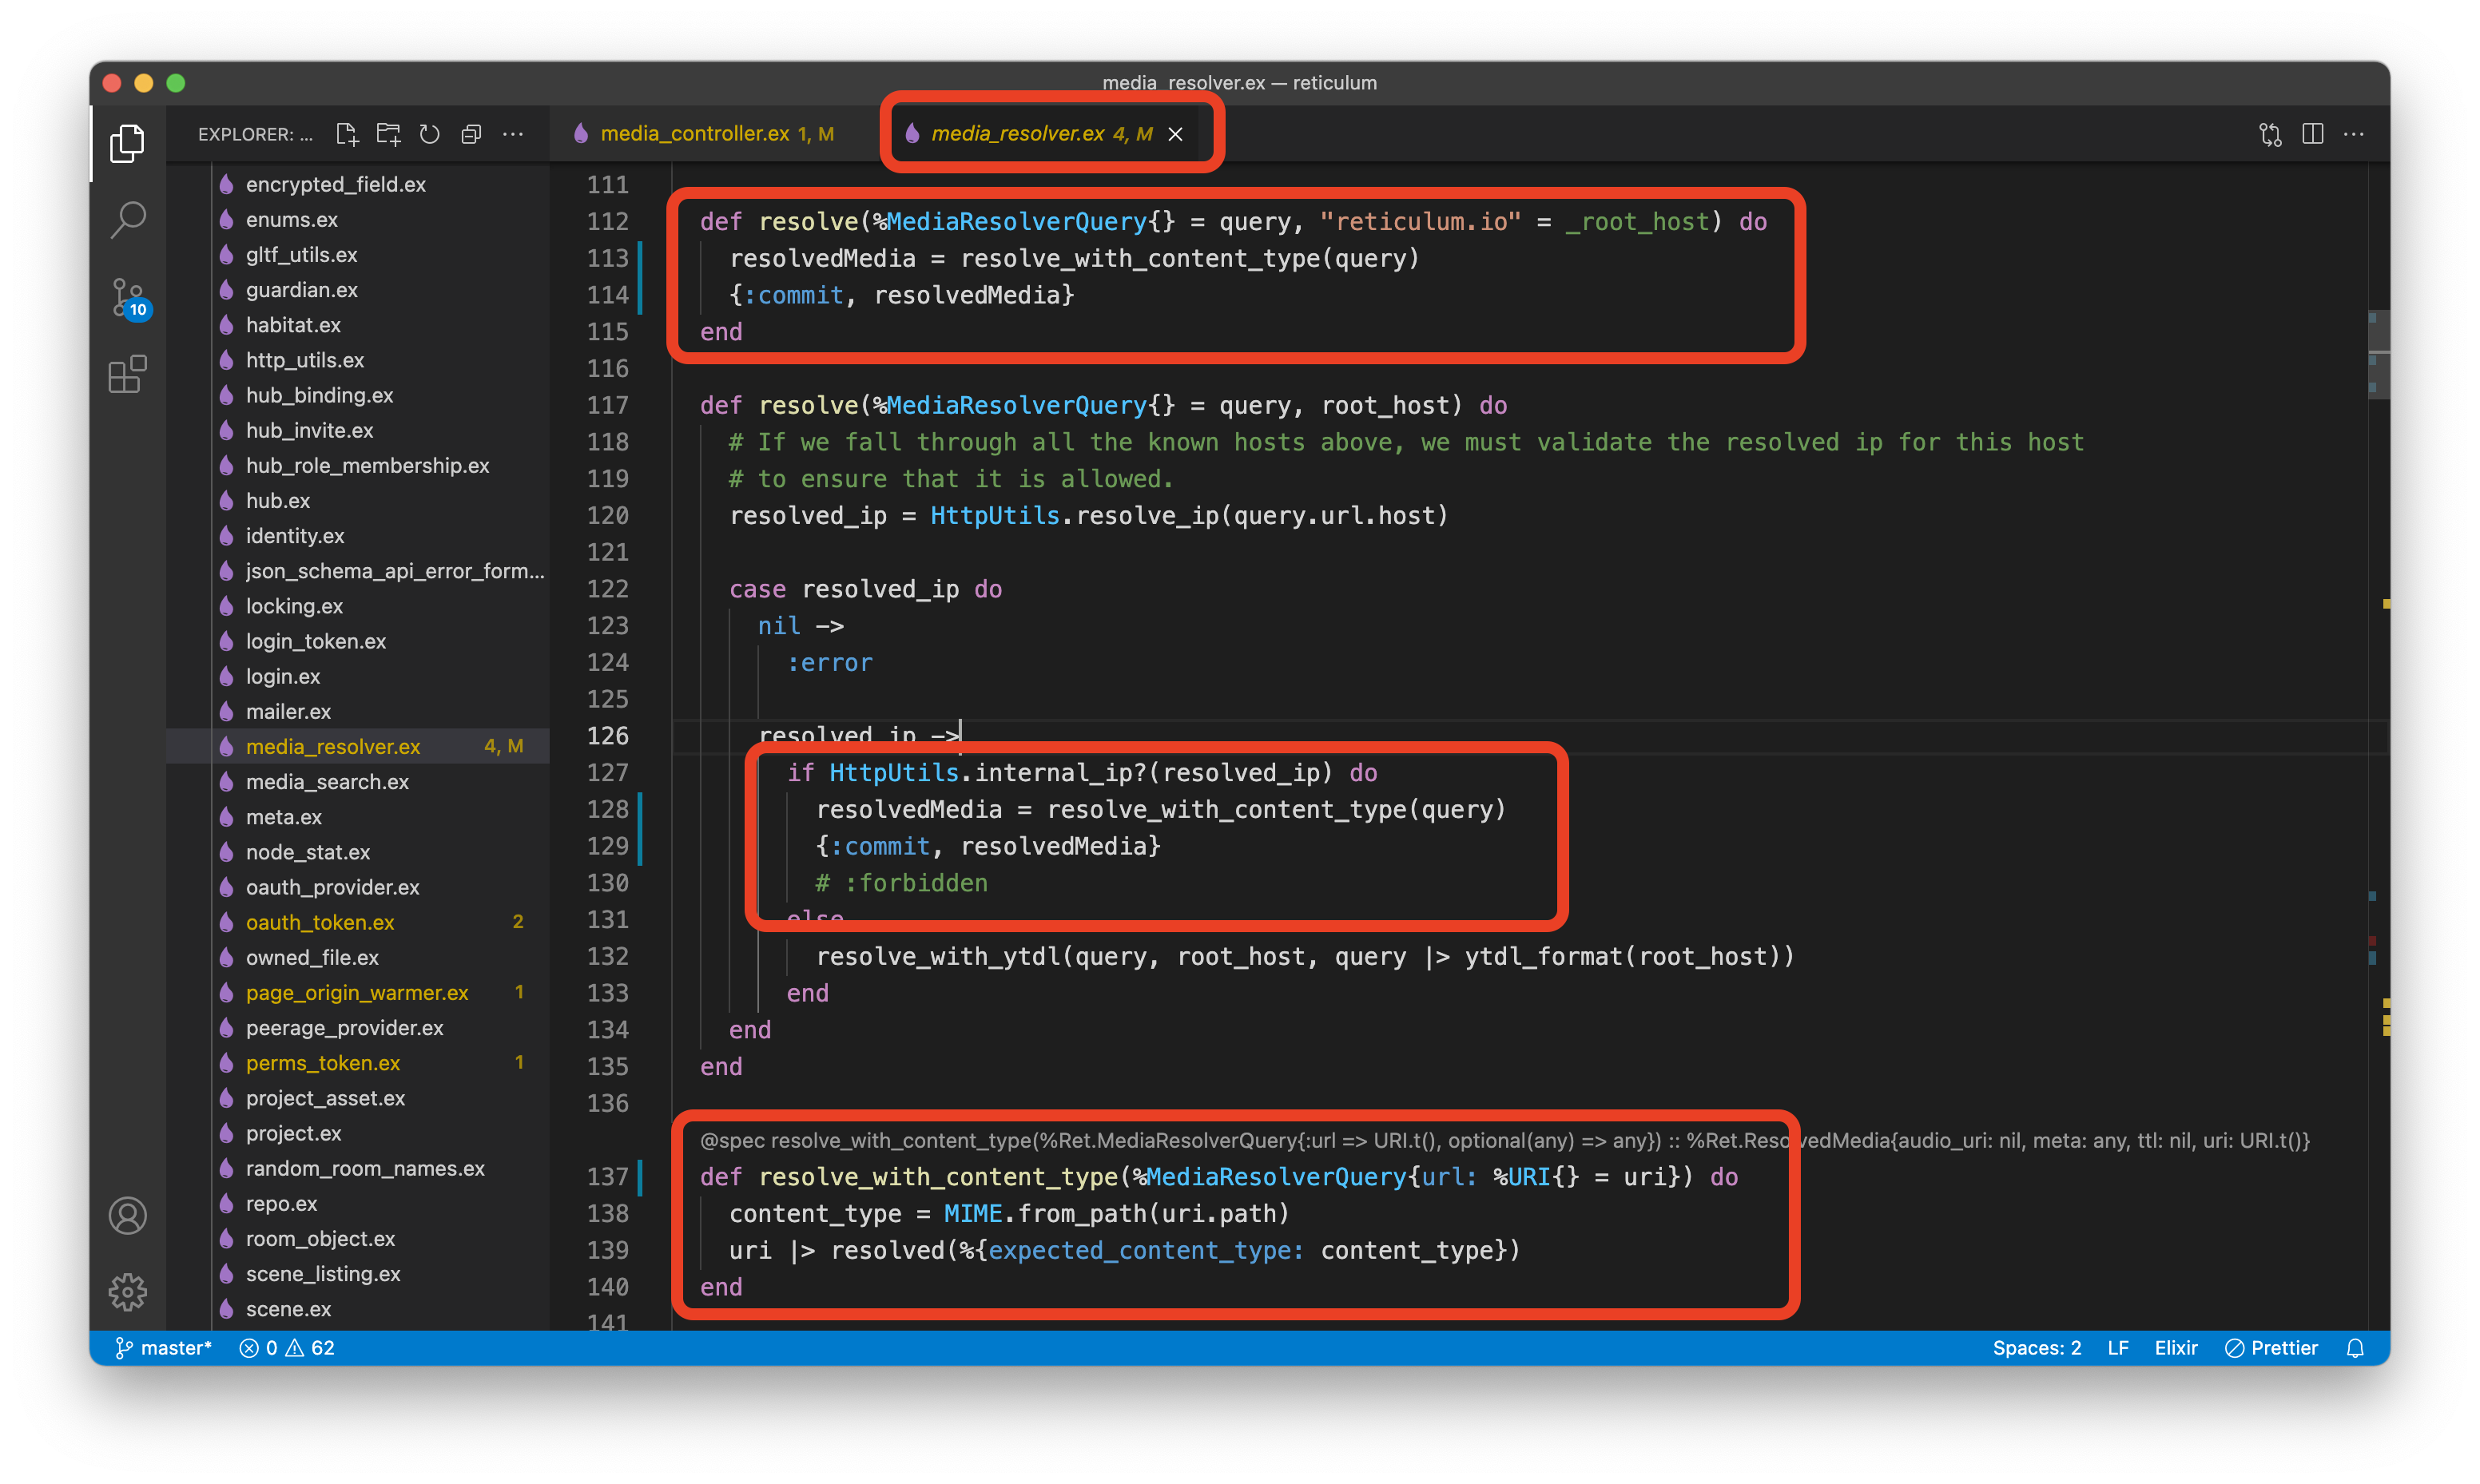 media_resolver.ex — reticulum
EXPLORER: ...
media_controller.ex 1, M
media_resolver.ex 4, M
encrypted_field.ex
enums.ex
gltf_utils.ex
guardian.ex
habitat.ex
http_utils.ex
hub_binding.ex
hub_invite.ex
hub_role_membership.ex
hub.ex
identity.ex
json_schema_api_error_form...
locking.ex
login_token.ex
login.ex
mailer.ex
media_resolver.ex 4, M
media_search.ex
meta.ex
node_stat.ex
oauth_provider.ex
oauth_token.ex 2
owned_file.ex
page_origin_warmer.ex 1
peerage_provider.ex
perms_token.ex 1
project_asset.ex
project.ex
random_room_names.ex
repo.ex
room_object.ex
scene_listing.ex
scene.ex
10
111
112 def resolve(%MediaResolverQuery{} = query, "reticulum.io" = _root_host) do
113 resolvedMedia = resolve_with_content_type(query)
114 {:commit, resolvedMedia}
115 end
116
117 def resolve(%MediaResolverQuery{} = query, root_host) do
118 # If we fall through all the known hosts above, we must validate the resolved ip for this host
119 # to ensure that it is allowed.
120 resolved_ip = HttpUtils.resolve_ip(query.url.host)
121
122 case resolved_ip do
123 nil ->
124 :error
125
126 resolved_ip ->
127 if HttpUtils.internal_ip?(resolved_ip) do
128 resolvedMedia = resolve_with_content_type(query)
129 {:commit, resolvedMedia}
130 # :forbidden
131 else
132 resolve_with_ytdl(query, root_host, query |> ytdl_format(root_host))
133 end
134 end
135 end
136
@spec resolve_with_content_type(%Ret.MediaResolverQuery{:url => URI.t(), optional(any) => any}) :: %Ret.ResolvedMedia{audio_uri: nil, meta: any, ttl: nil, uri: URI.t()}
137 def resolve_with_content_type(%MediaResolverQuery{url: %URI{} = uri}) do
138 content_type = MIME.from_path(uri.path)
139 uri |> resolved(%{expected_content_type: content_type})
140 end
141
master* 0 62
Spaces: 2 LF Elixir Prettier